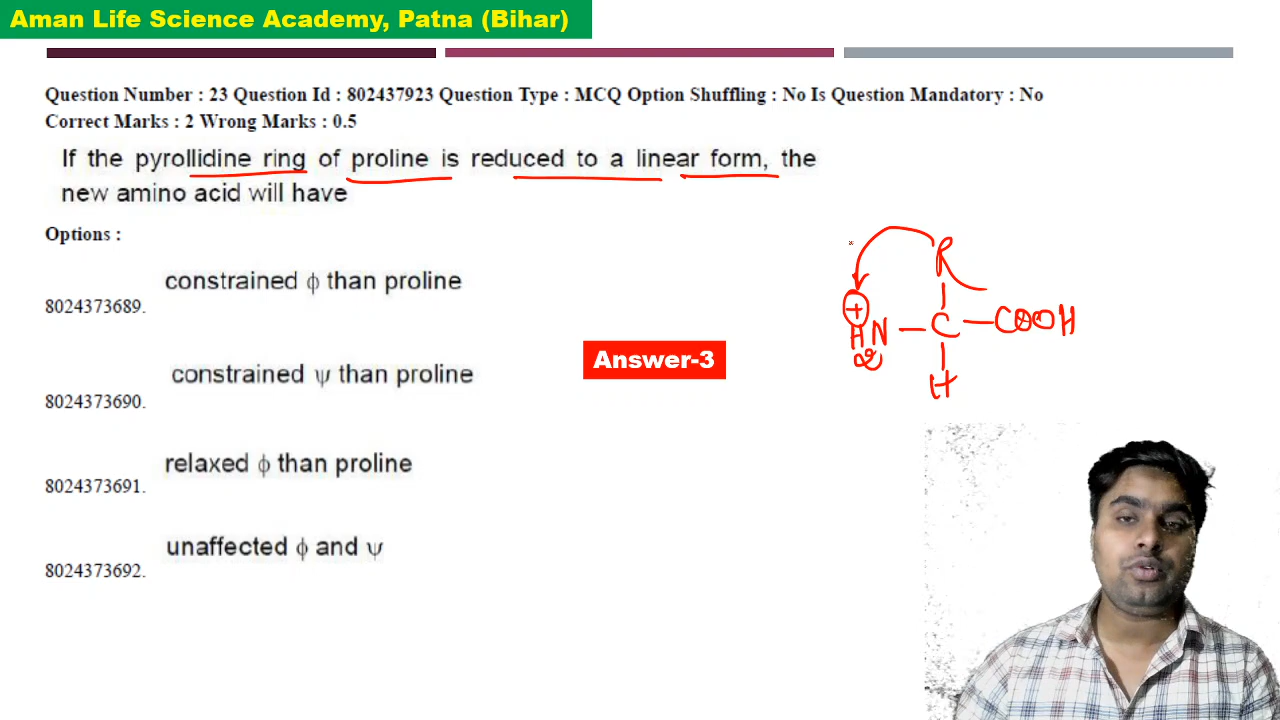 Aman Life Science Academy, Patna (Bihar)
Question Number : 23 Question Id : 802437923 Question Type : MCQ Option Shuffling : No Is Question Mandatory : No
Correct Marks : 2 Wrong Marks : 0.5
If the pyrollidine ring of proline is reduced to a linear form, the
new amino acid will have
Options :
constrained ϕ than proline
8024373689.
constrained ψ than proline
8024373690.
relaxed ϕ than proline
8024373691.
unaffected ϕ and ψ
8024373692.
Answer-3
R
+
H N — C — COOH
2
H